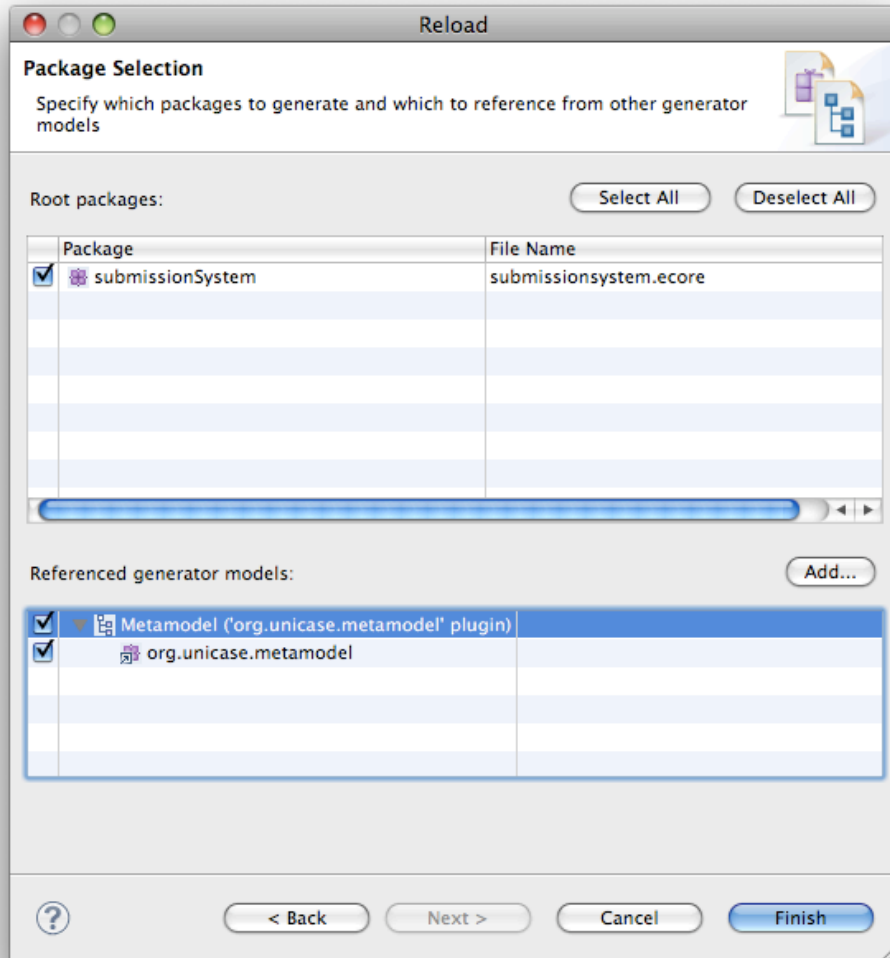 Reload
Package Selection
Specify which packages to generate and which to reference from other generator
models
Root packages:
Select All
Deselect All
Package
File Name
submissionSystem
submissionsystem.ecore
Referenced generator models:
Add...
Metamodel ('org.unicase.metamodel' plugin)
org.unicase.metamodel
?
< Back
Next >
Cancel
Finish